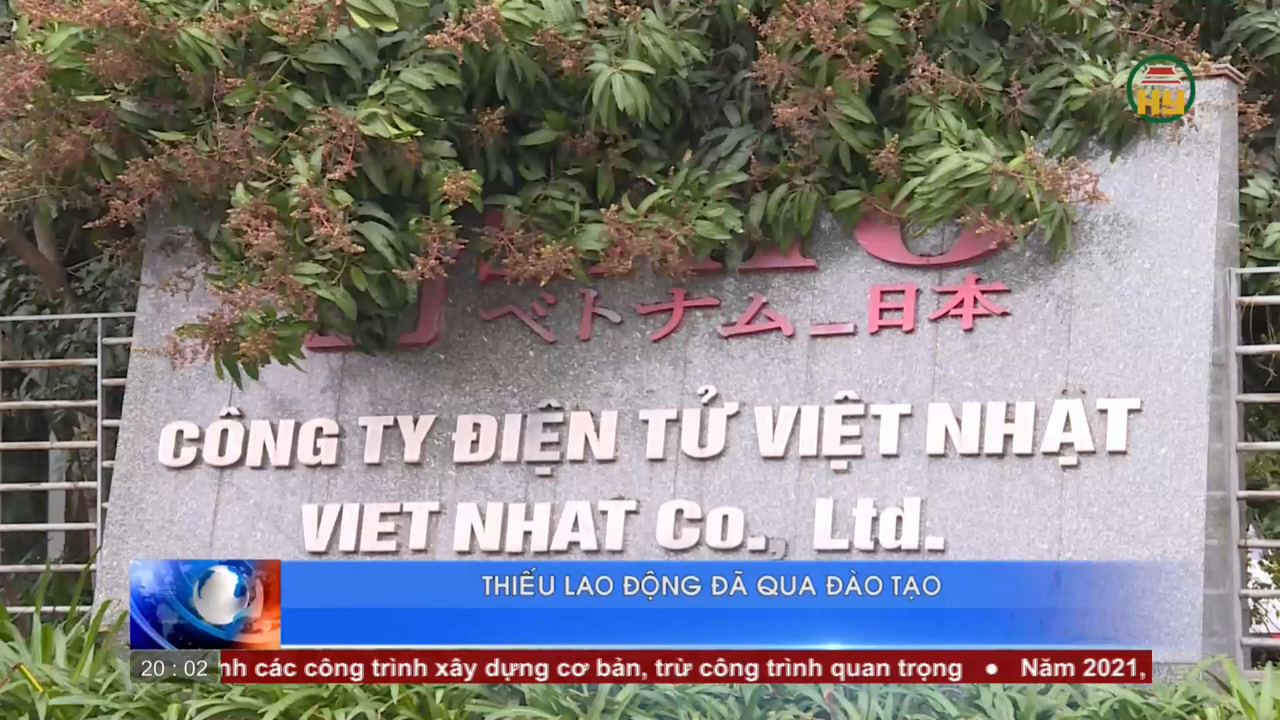 HY
ベトナム_日本
CÔNG TY ĐIỆN TỬ VIỆT NHẬT
VIET NHAT Co., Ltd.
THIẾU LAO ĐỘNG ĐÃ QUA ĐÀO TẠO
20 : 02
nh các công trình xây dựng cơ bản, trừ công trình quan trọng ● Năm 2021,